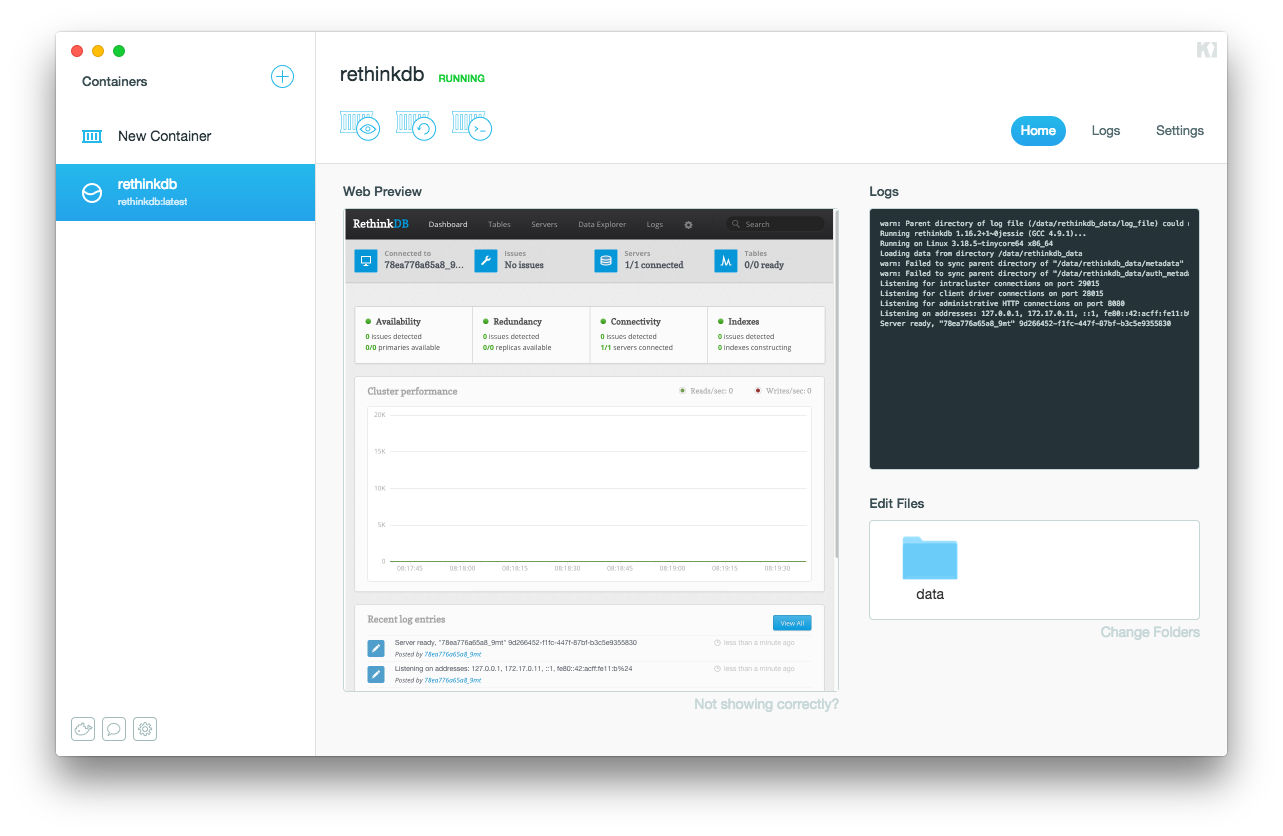 Containers
New Container
rethinkdb
rethinkdb:latest
rethinkdb RUNNING
Home Logs Settings
Web Preview
RethinkDB Dashboard Tables Servers Data Explorer Logs Search
Connected to
78ea776a65a8_9...
Issues
No issues
Servers
1/1 connected
Tables
0/0 ready
Availability
0 issues detected
0/0 primaries available
Redundancy
0 issues detected
0/0 replicas available
Connectivity
0 issues detected
1/1 servers connected
Indexes
0 issues detected
0 indexes constructing
Cluster performance Reads/sec: 0 Writes/sec: 0
20K
15K
10K
5K
0
08:17:45 08:18:00 08:18:15 08:18:30 08:18:45 08:19:00 08:19:15 08:19:30
Recent log entries View All
Server ready, "78ea776a65a8_9mt" 9d266452-f1fc-447f-87bf-b3c5e9355830 less than a minute ago
Posted by 78ea776a65a8_9mt
Listening on addresses: 127.0.0.1, 172.17.0.11, ::1, fe80::42:acff:fe11:b%24 less than a minute ago
Posted by 78ea776a65a8_9mt
Not showing correctly?
Logs
warn: Parent directory of log file (/data/rethinkdb_data/log_file) could
Running rethinkdb 1.16.2+1~0jessie (GCC 4.9.1)...
Running on Linux 3.18.5-tinycore64 x86_64
Loading data from directory /data/rethinkdb_data
warn: Failed to sync parent directory of "/data/rethinkdb_data/metadata"
warn: Failed to sync parent directory of "/data/rethinkdb_data/auth_metad
Listening for intracluster connections on port 29015
Listening for client driver connections on port 28015
Listening for administrative HTTP connections on port 8080
Listening on addresses: 127.0.0.1, 172.17.0.11, ::1, fe80::42:acff:fe11:b
Server ready, "78ea776a65a8_9mt" 9d266452-f1fc-447f-87bf-b3c5e9355830
Edit Files
data
Change Folders